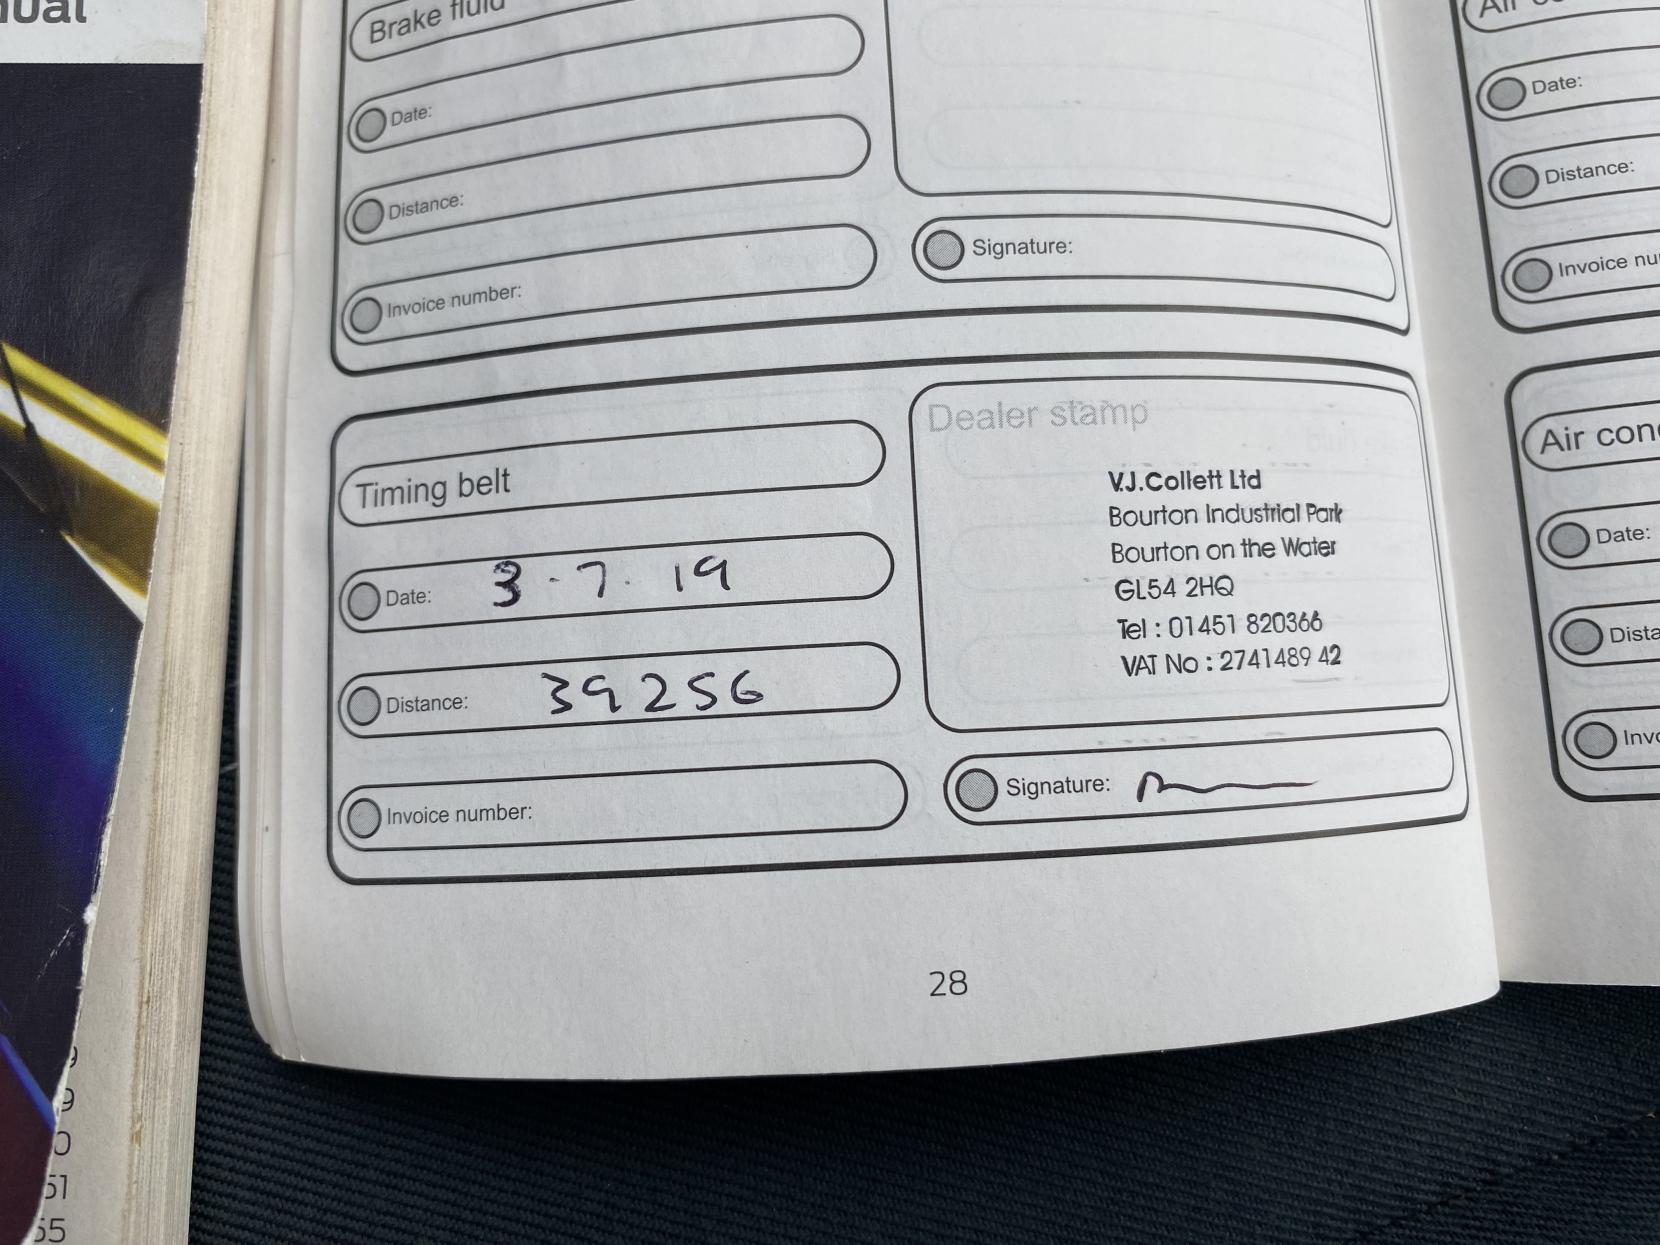 Brake fluid
Date:
Distance:
Invoice number:
Signature:
Timing belt
Date: 3.7.19
Distance: 39256
Invoice number:
Dealer stamp
V.J.Collett Ltd
Bourton Industrial Park
Bourton on the Water
GL54 2HQ
Tel : 01451 820366
VAT No : 2741489 42
Signature:
28
Date:
Distance:
Invoice
Air
Date:
51
55